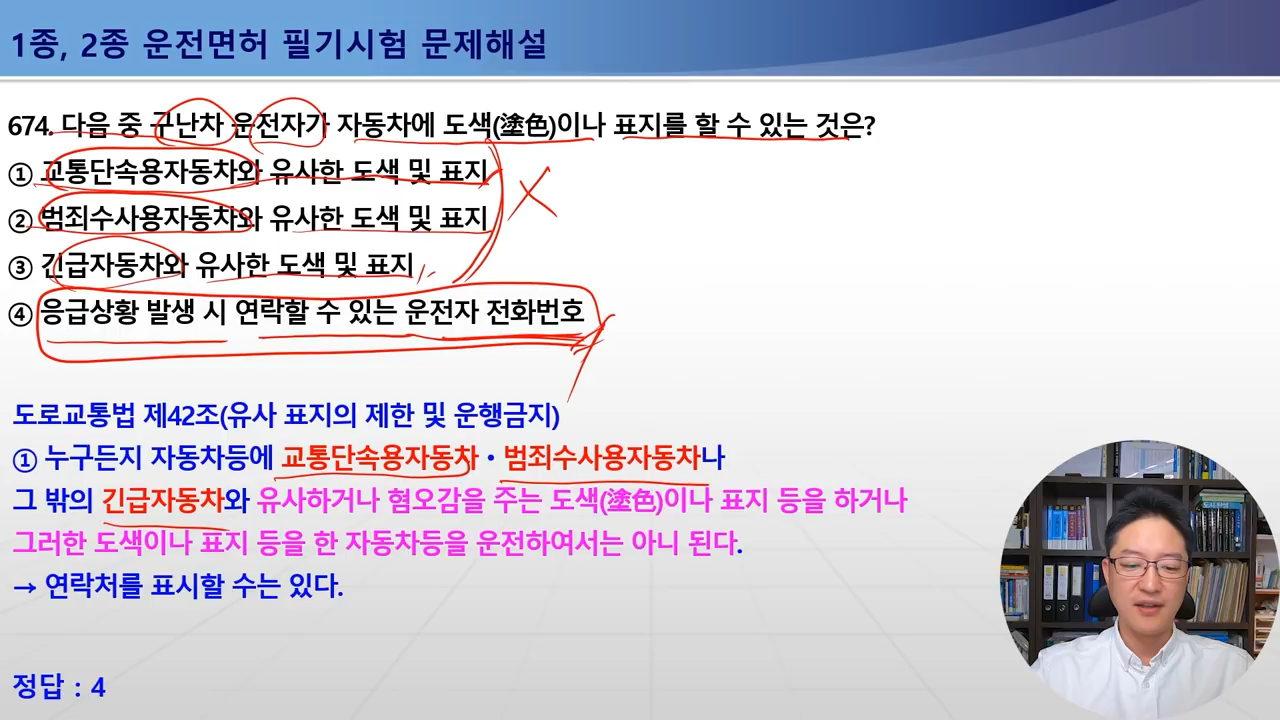 1종, 2종 운전면허 필기시험 문제해설
674. 다음 중 구난차 운전자가 자동차에 도색(塗色)이나 표지를 할 수 있는 것은?
① 교통단속용자동차와 유사한 도색 및 표지
② 범죄수사용자동차와 유사한 도색 및 표지
③ 긴급자동차와 유사한 도색 및 표지
④ 응급상황 발생 시 연락할 수 있는 운전자 전화번호
도로교통법 제42조(유사 표지의 제한 및 운행금지)
① 누구든지 자동차등에 교통단속용자동차・범죄수사용자동차나
그 밖의 긴급자동차와 유사하거나 혐오감을 주는 도색(塗色)이나 표지 등을 하거나
그러한 도색이나 표지 등을 한 자동차등을 운전하여서는 아니 된다.
→ 연락처를 표시할 수는 있다.
정답 : 4